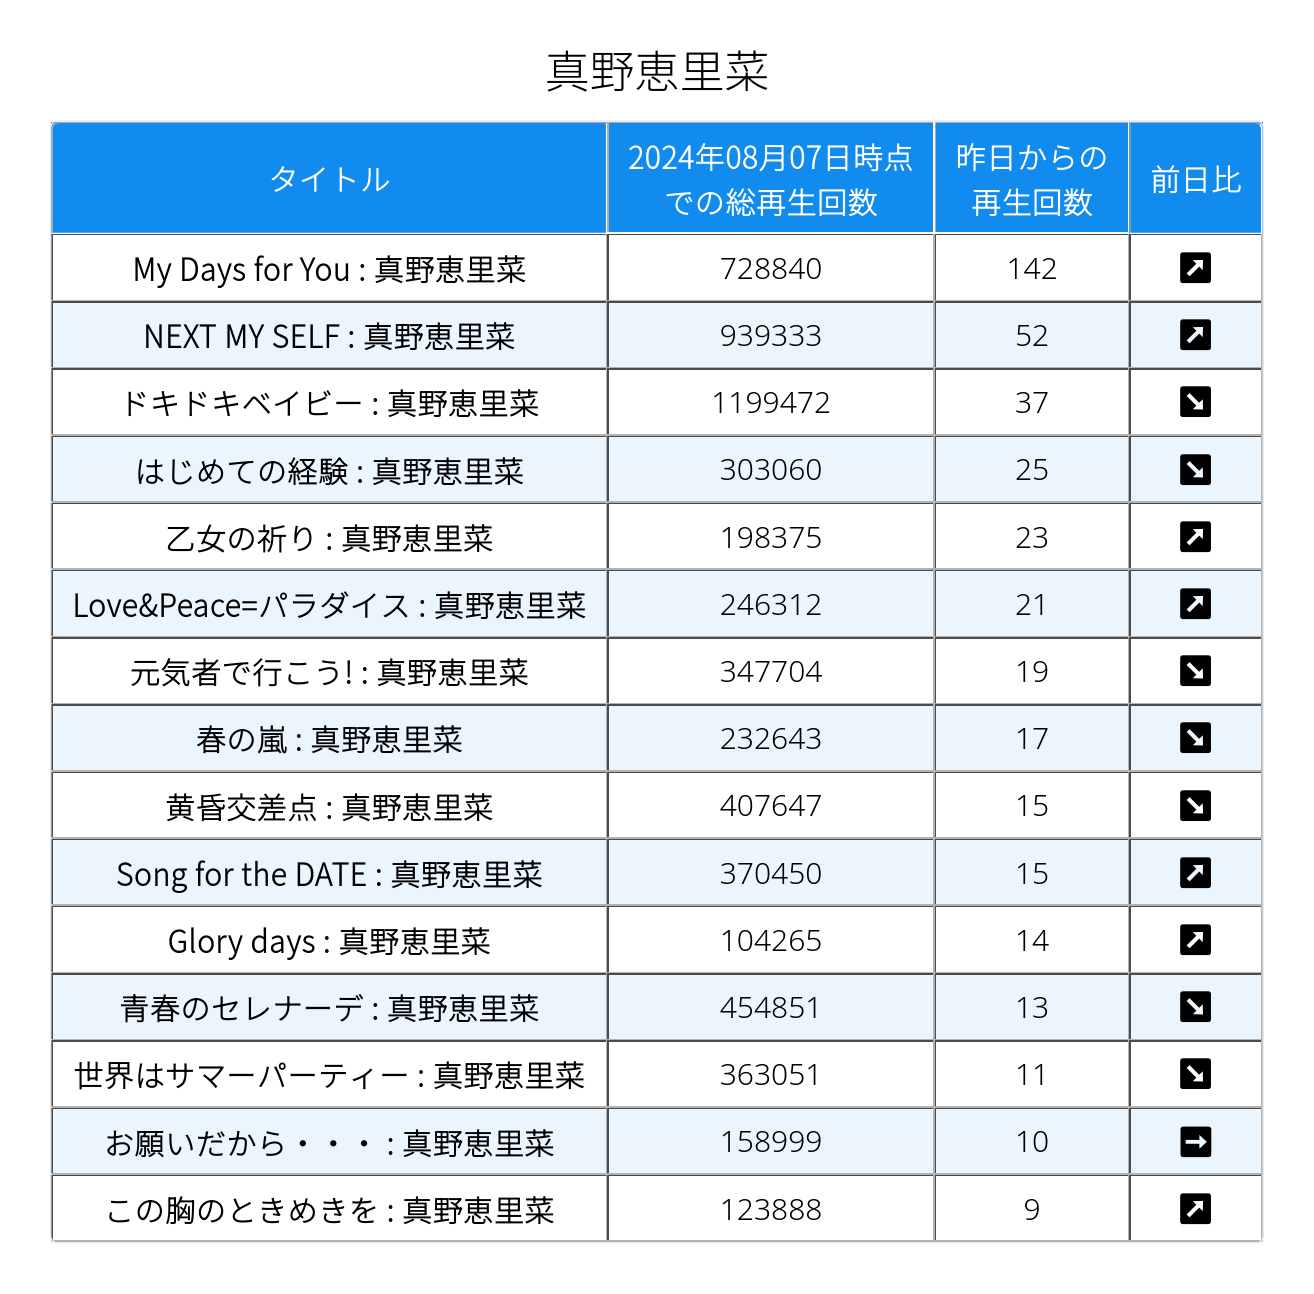 真野恵里菜
タイトル 2024年08月07日時点での総再生回数 昨日からの再生回数 前日比
My Days for You : 真野恵里菜 728840 142 ↗
NEXT MY SELF : 真野恵里菜 939333 52 ↗
ドキドキベイビー : 真野恵里菜 1199472 37 ↘
はじめての経験 : 真野恵里菜 303060 25 ↘
乙女の祈り : 真野恵里菜 198375 23 ↗
Love&Peace=パラダイス : 真野恵里菜 246312 21 ↗
元気者で行こう! : 真野恵里菜 347704 19 ↘
春の嵐 : 真野恵里菜 232643 17 ↘
黄昏交差点 : 真野恵里菜 407647 15 ↘
Song for the DATE : 真野恵里菜 370450 15 ↗
Glory days : 真野恵里菜 104265 14 ↗
青春のセレナーデ : 真野恵里菜 454851 13 ↘
世界はサマーパーティー : 真野恵里菜 363051 11 ↘
お願いだから・・・ : 真野恵里菜 158999 10 →
この胸のときめきを : 真野恵里菜 123888 9 ↗